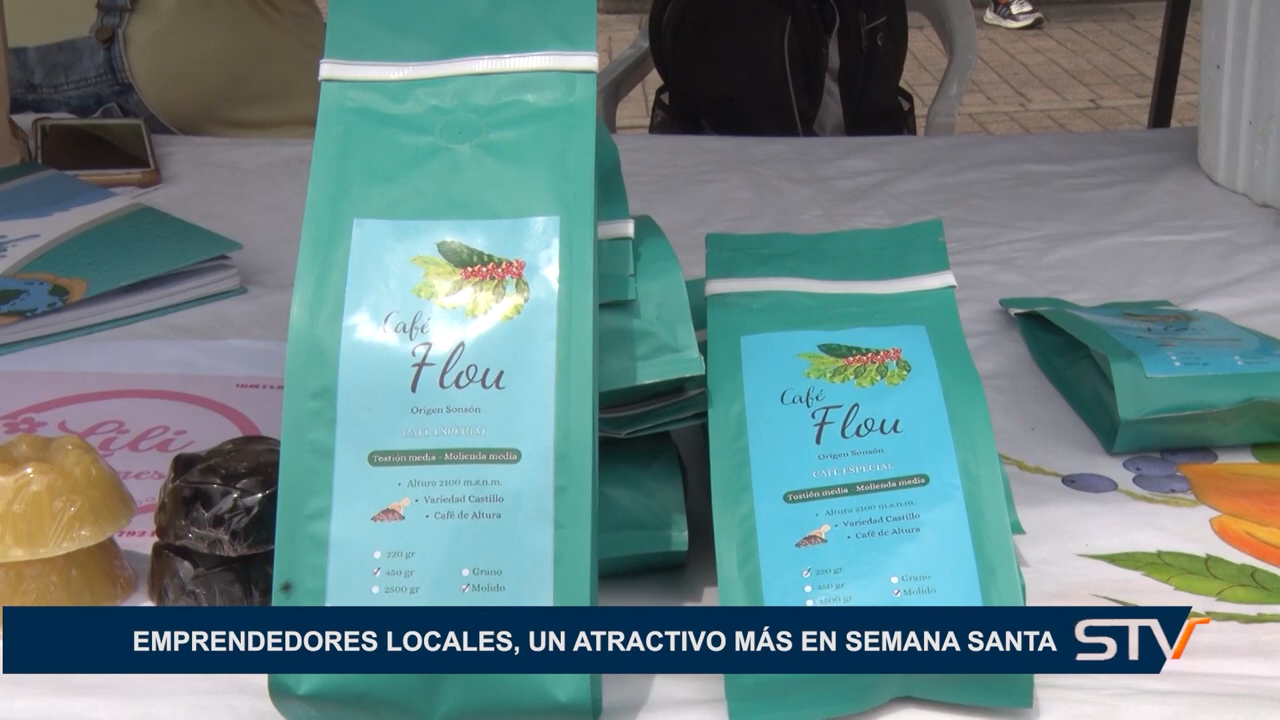 Café
Flou
Origen Sonsón
CAFÉ ESPECIAL
Tostión media - Molienda media
• Altura 2100 m.s.n.m.
• Variedad Castillo
• Café de Altura
220 gr
450 gr
2500 gr
Grano
Molido
Café
Flou
Origen Sonsón
CAFÉ ESPECIAL
Tostión media - Molienda media
• Altura 2100 m.s.n.m.
• Variedad Castillo
• Café de Altura
220 gr
450 gr
2500 gr
Grano
Molido
Lili
EMPRENDEDORES LOCALES, UN ATRACTIVO MÁS EN SEMANA SANTA
STV